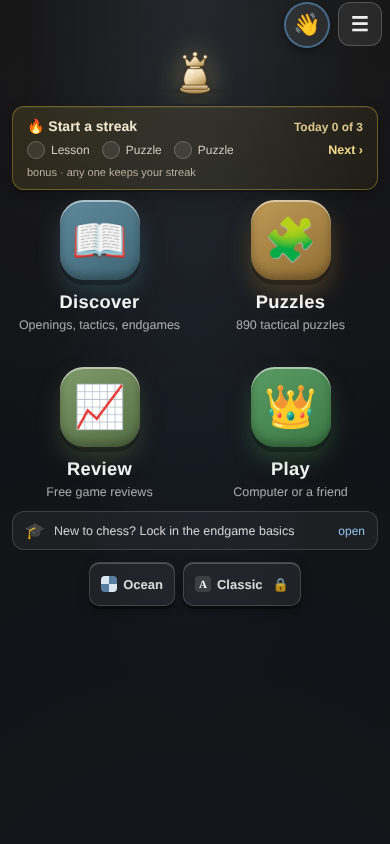 Start a streak
Today 0 of 3
Lesson
Puzzle
Puzzle
Next ›
bonus · any one keeps your streak
Discover
Openings, tactics, endgames
Puzzles
890 tactical puzzles
Review
Free game reviews
Play
Computer or a friend
New to chess? Lock in the endgame basics
open
Ocean
A
Classic